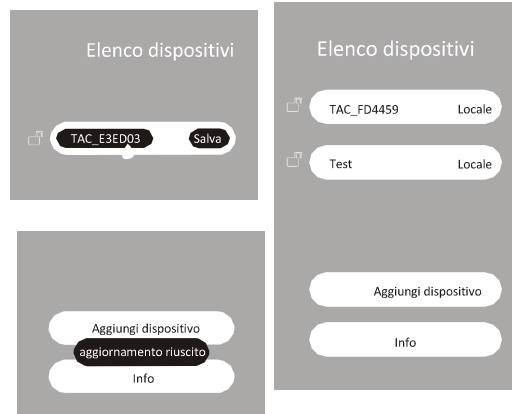 Elenco dispositivi
TAC_E3ED03 Salva
Aggiungi dispositivo
aggiornamento riuscito
Info
Elenco dispositivi
TAC_FD4459 Locale
Test Locale
Aggiungi dispositivo
Info